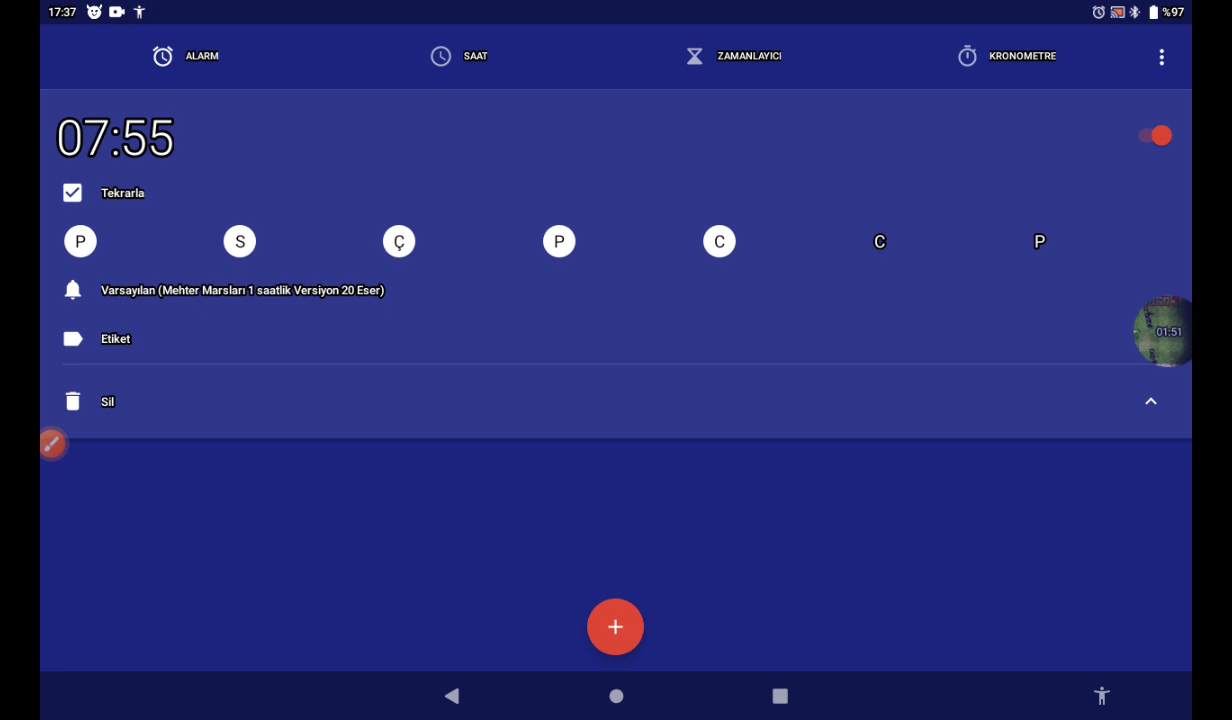 17:37 %97
ALARM SAAT ZAMANLAYICI KRONOMETRE
07:55
Tekrarla
P S Ç P C C P
Varsayılan (Mehter Marsları 1 saatlik Versiyon 20 Eser)
01:51
Etiket
Sil